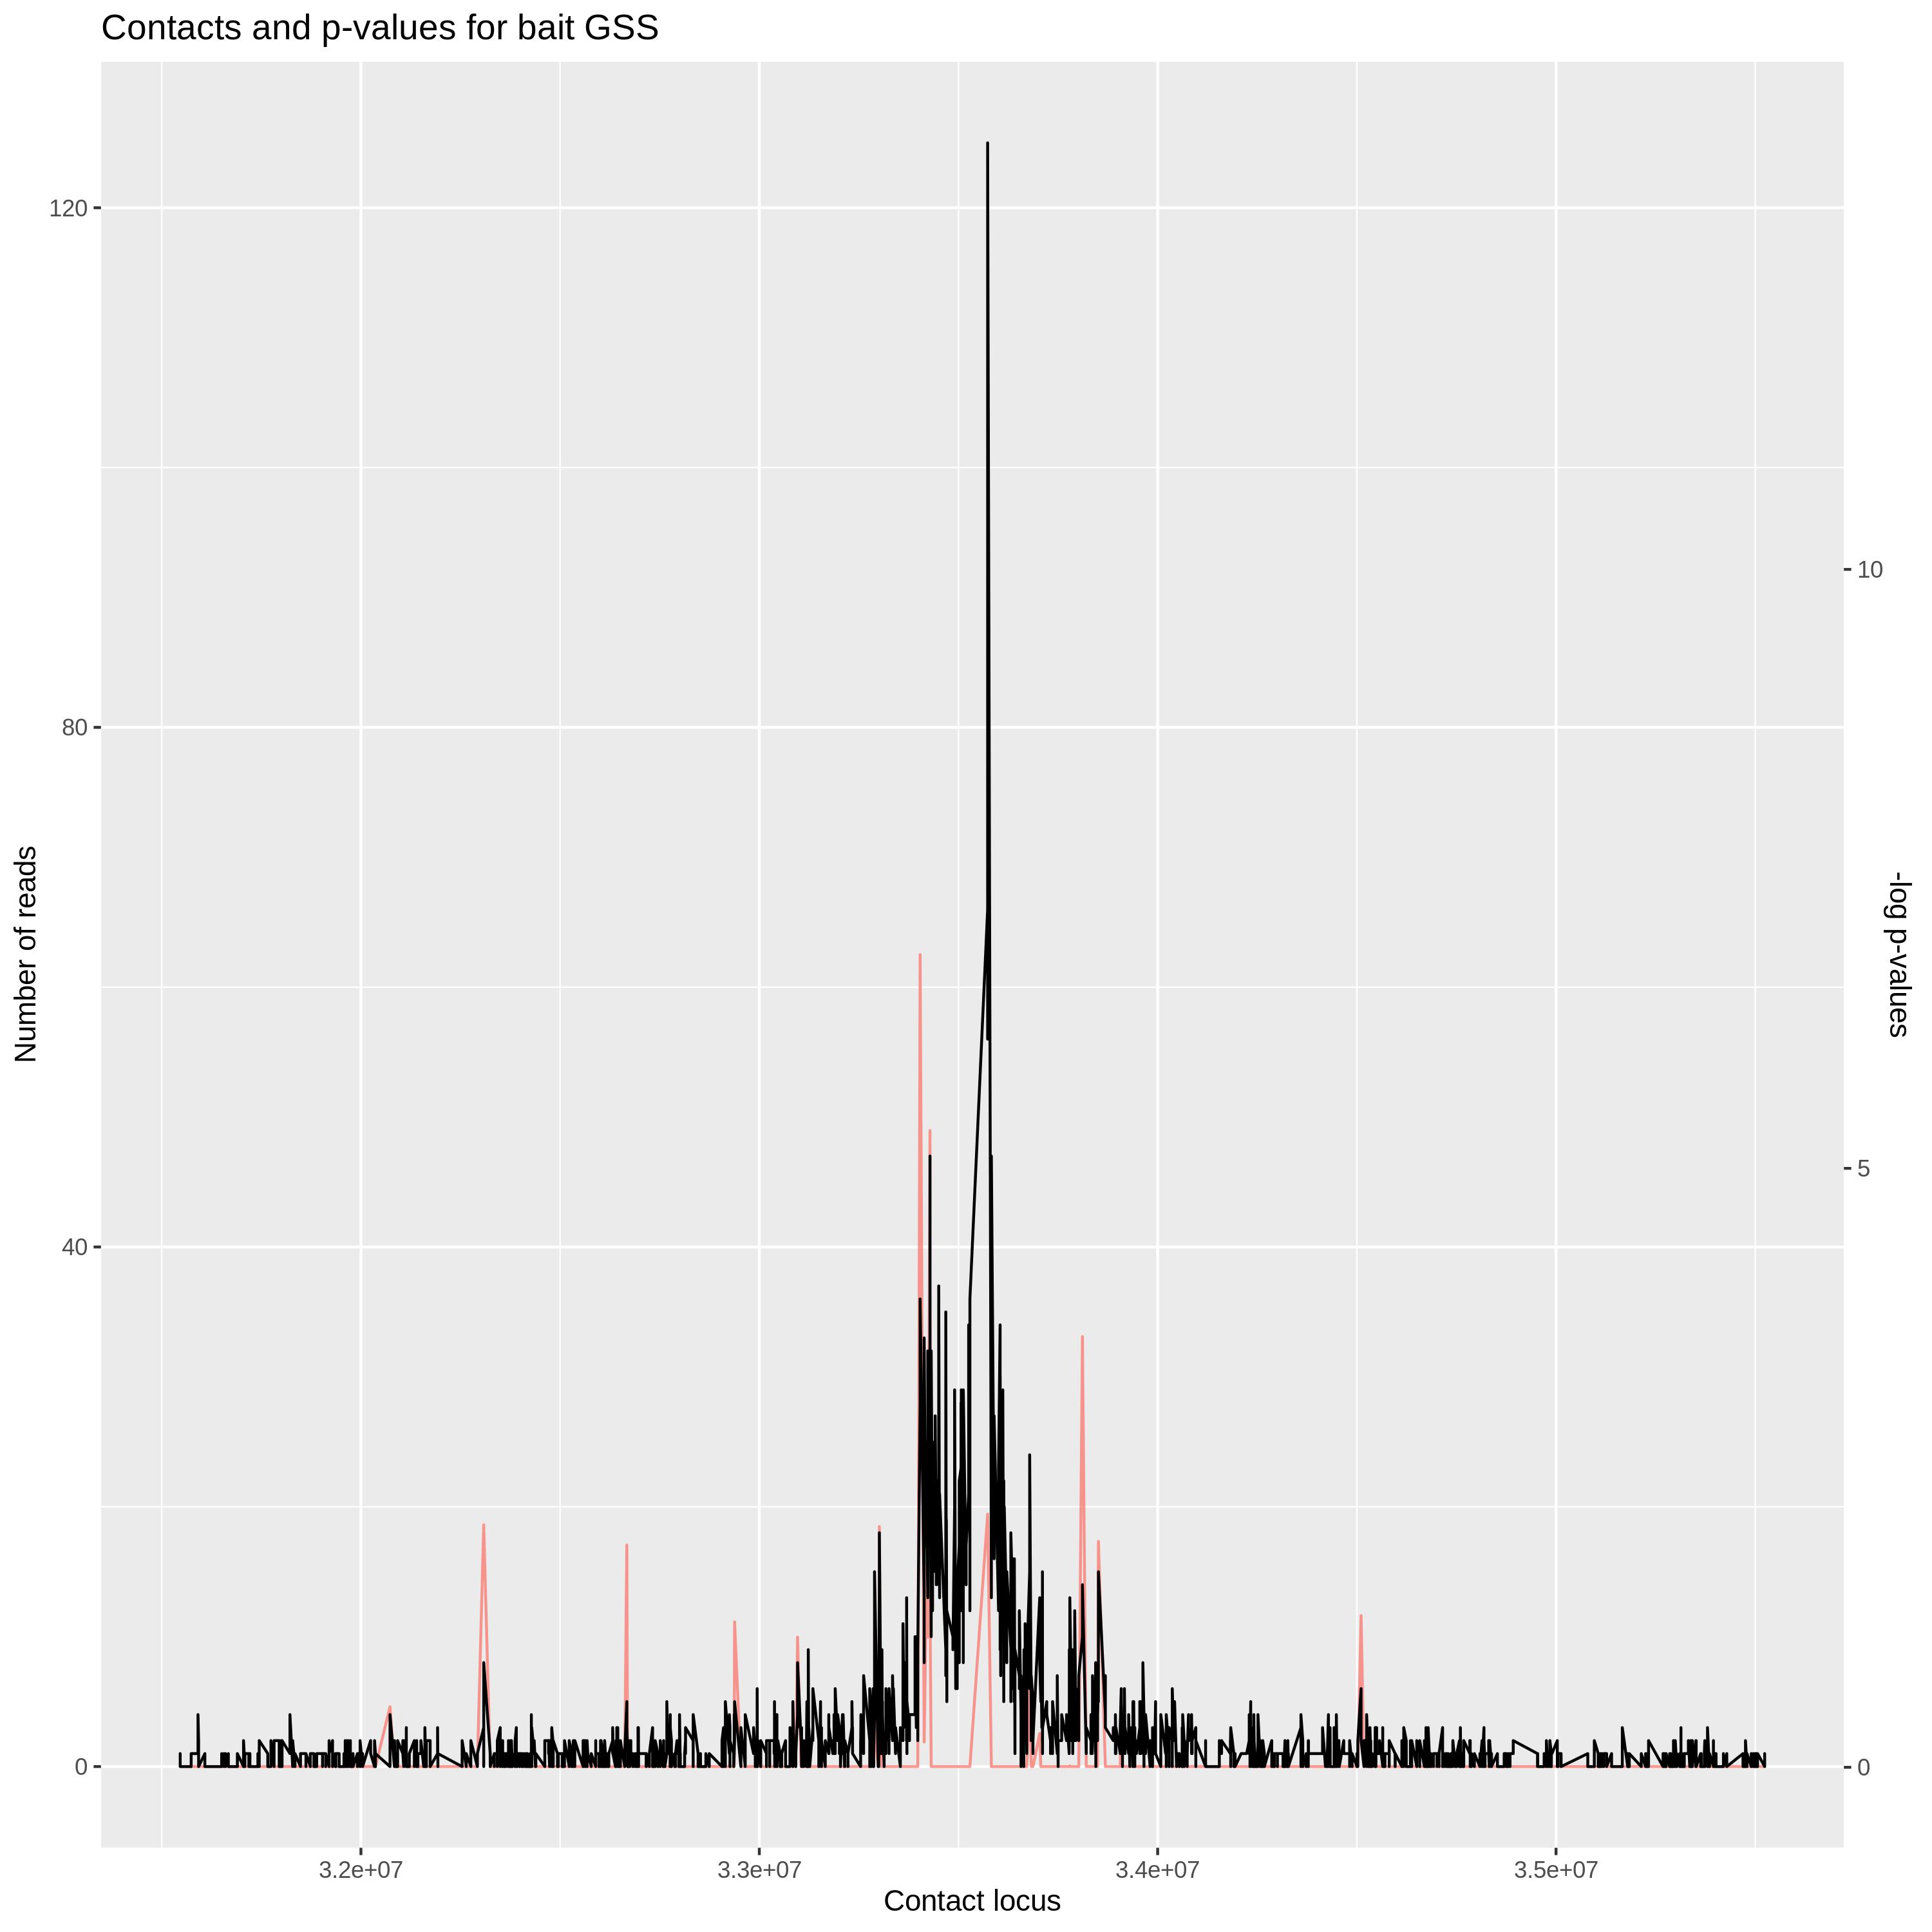 Contacts and p-values for bait GSS
120
80
40
0
Number of reads
10
5
0
-log p-values
3.2e+07
3.3e+07
3.4e+07
3.5e+07
Contact locus